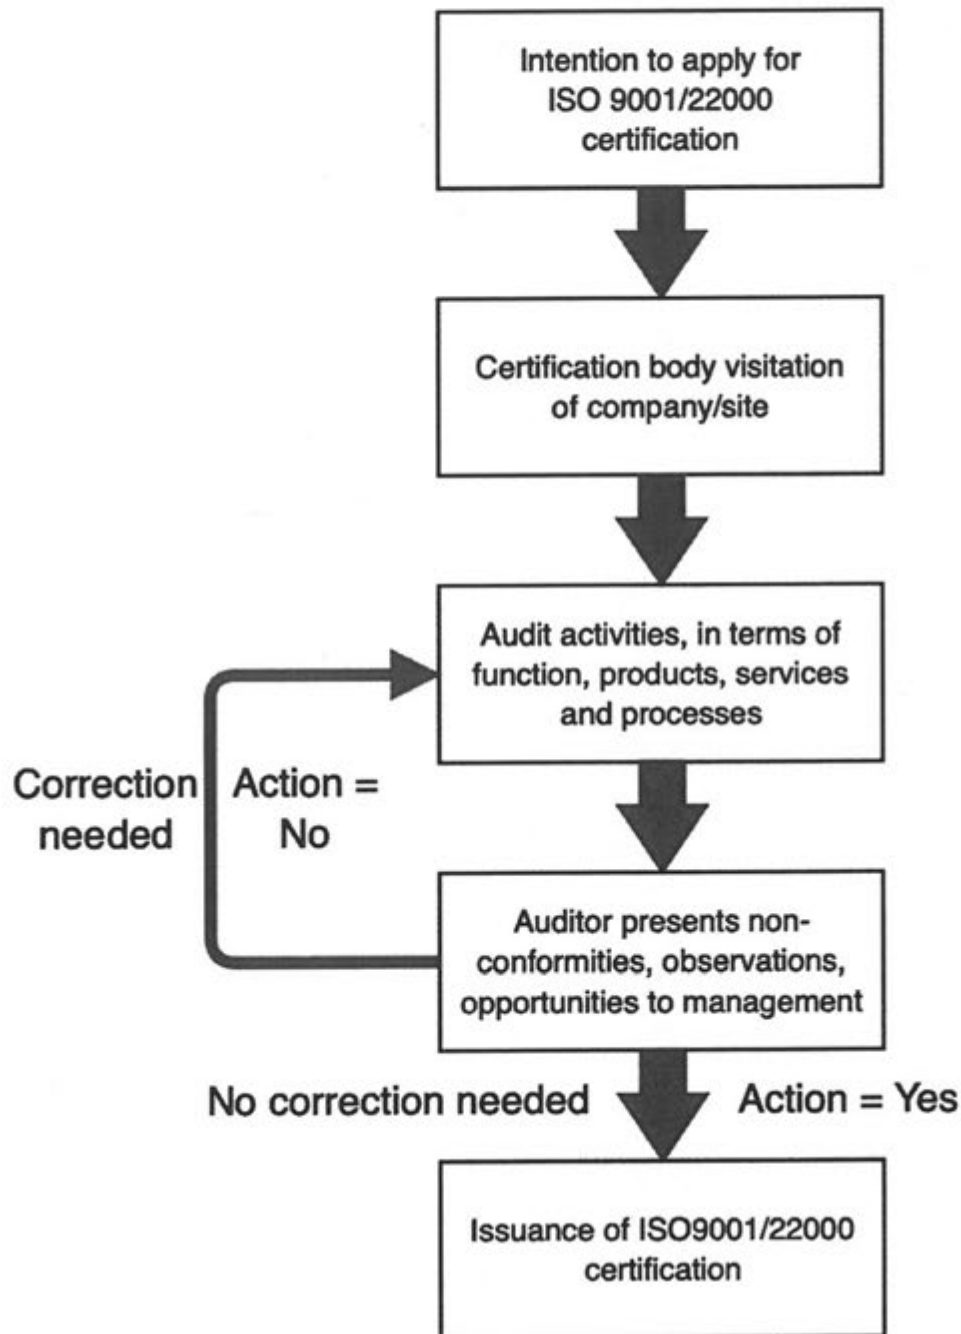 Intention to apply for
ISO 9001/22000
certification
Certification body visitation
of company/site
Audit activities, in terms of
function, products, services
and processes
Correction
needed
Action =
No
Auditor presents non-
conformities, observations,
opportunities to management
No correction needed
Action = Yes
Issuance of ISO9001/22000
certification